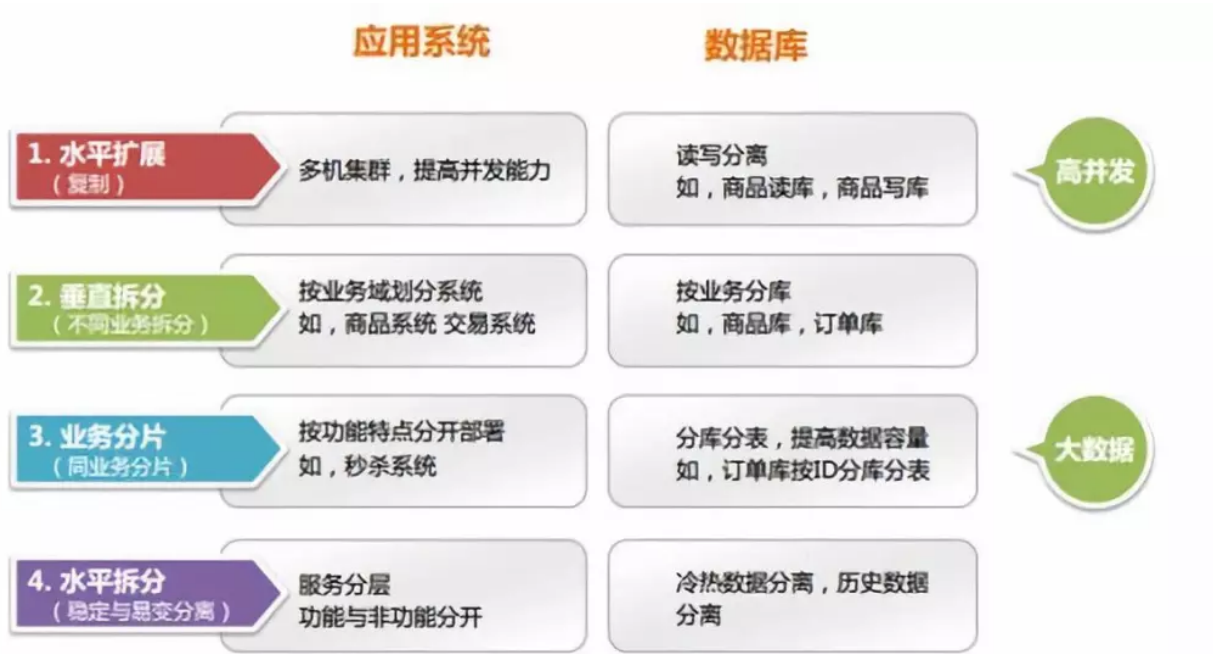 应用系统
数据库
1. 水平扩展
（复制）
多机集群，提高并发能力
读写分离
如，商品读库，商品写库
高并发
2. 垂直拆分
（不同业务拆分）
按业务域划分系统
如，商品系统 交易系统
按业务分库
如，商品库，订单库
3. 业务分片
（同业务分片）
按功能特点分开部署
如，秒杀系统
分库分表，提高数据容量
如，订单库按ID分库分表
大数据
4. 水平拆分
（稳定与易变分离）
服务分层
功能与非功能分开
冷热数据分离，历史数据
分离